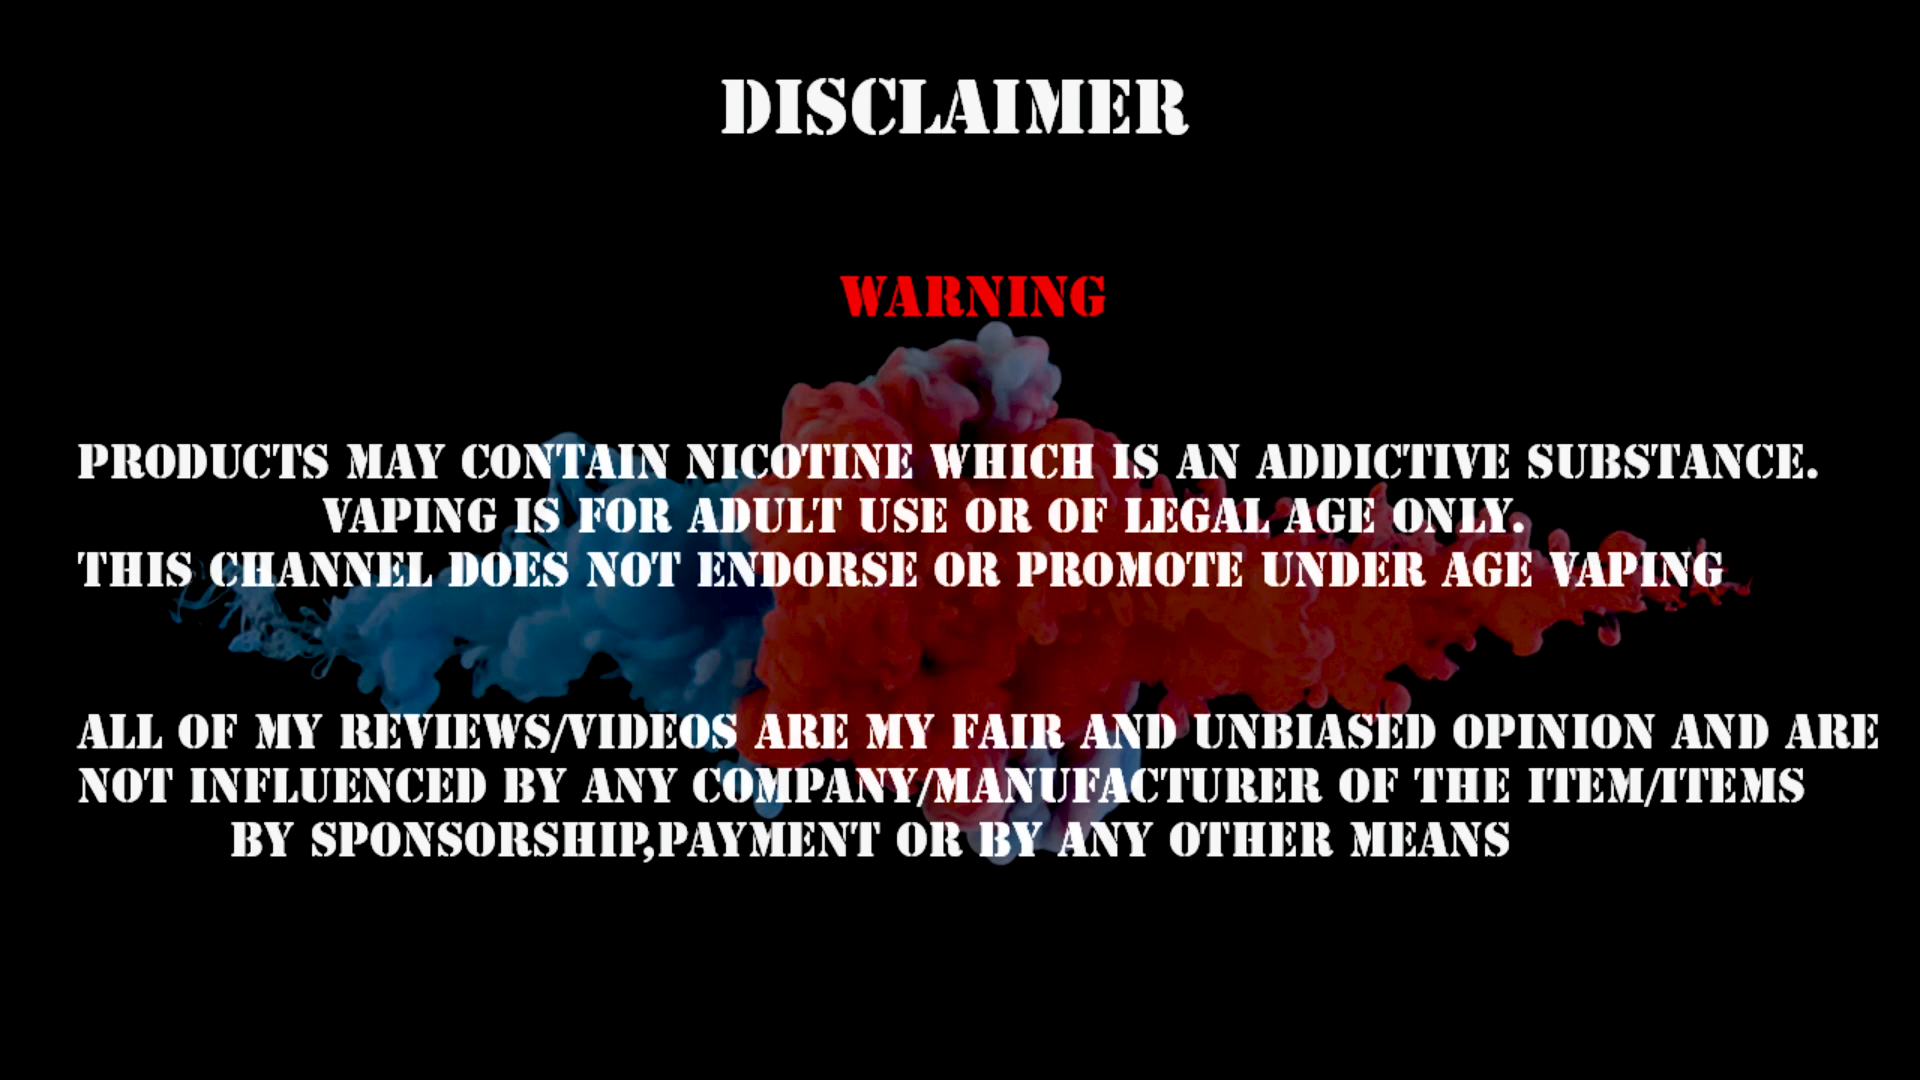 DISCLAIMER
WARNING
PRODUCTS MAY CONTAIN NICOTINE WHICH IS AN ADDICTIVE SUBSTANCE.
VAPING IS FOR ADULT USE OR OF LEGAL AGE ONLY.
THIS CHANNEL DOES NOT ENDORSE OR PROMOTE UNDER AGE VAPING
ALL OF MY REVIEWS/VIDEOS ARE MY FAIR AND UNBIASED OPINION AND ARE
NOT INFLUENCED BY ANY COMPANY/MANUFACTURER OF THE ITEM/ITEMS
BY SPONSORSHIP,PAYMENT OR BY ANY OTHER MEANS